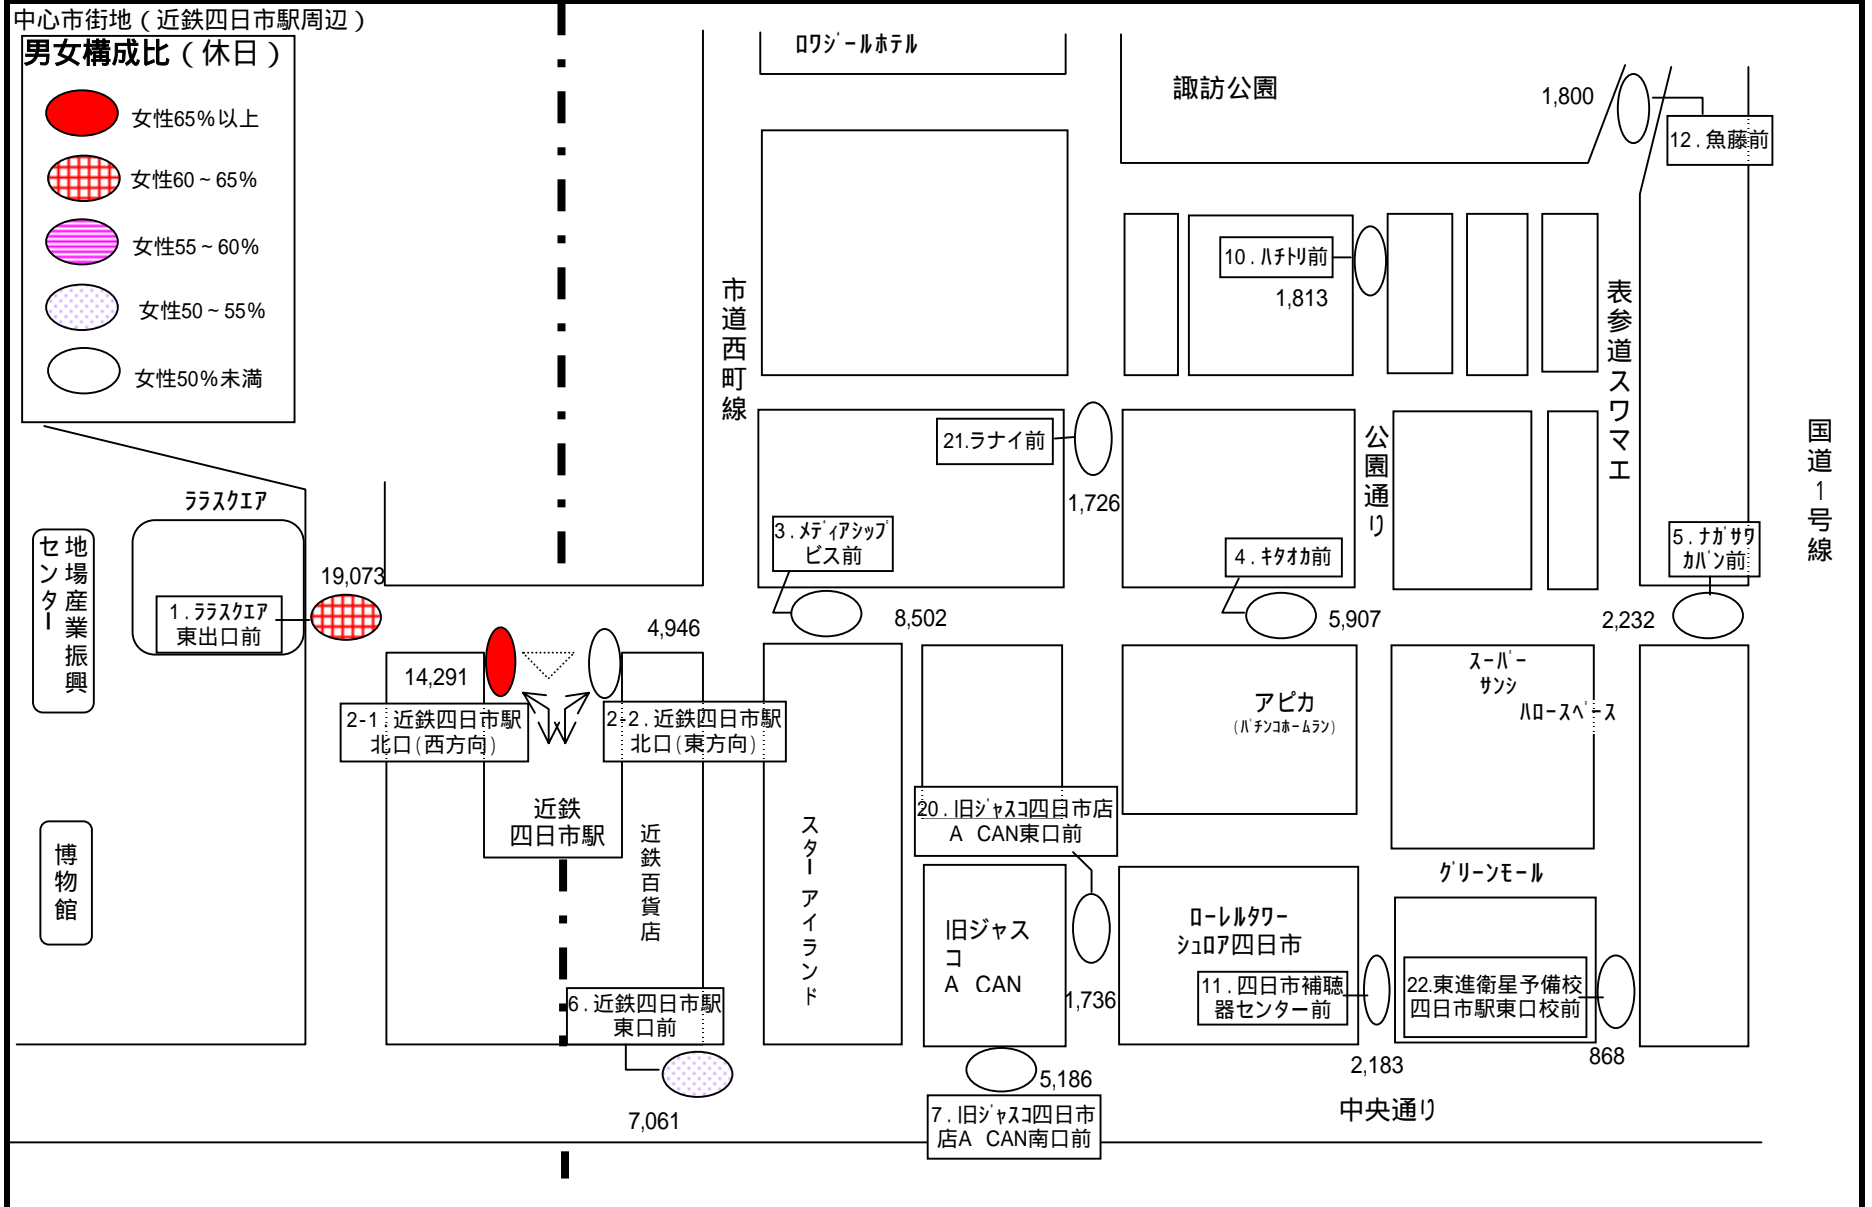 中心市街地（近鉄四日市駅周辺）
男女構成比（休日）
女性65%以上
女性60～65%
女性55～60%
女性50～55%
女性50%未満
ﾛﾜｼﾞｰﾙﾎﾃﾙ
諏訪公園
1,800
12．魚藤前
10．ﾊﾁﾄﾘ前
1,813
市道西町線
表参道スワマエ
国道1号線
21.ラナイ前
1,726
公園通り
ﾗﾗｽｸｴｱ
地場産業振興
センター
19,073
1．ﾗﾗｽｸｴｱ
東出口前
3．ﾒﾃﾞｨｱｼｯﾌﾟ
ビス前
8,502
4．ｷﾀｵｶ前
5,907
5．ﾅｶﾞｻﾜ
ｶﾊﾞﾝ前
2,232
14,291
4,946
2-1．近鉄四日市駅
北口(西方向)
2-2．近鉄四日市駅
北口(東方向)
近鉄
四日市駅
近鉄百貨店
博物館
スターアイランド
アピカ
(ﾊﾟﾁﾝｺﾎｰﾑﾗﾝ)
ｽｰﾊﾟｰ
ｻﾝｼ
ﾊﾛｰｽﾍﾟｰｽ
20．旧ｼﾞｬｽｺ四日市店
A CAN東口前
旧ジャス
コ
A CAN
1,736
ﾛｰﾚﾙﾀﾜｰ
ｼｭﾛｱ四日市
11．四日市補聴
器センター前
2,183
ｸﾞﾘｰﾝﾓｰﾙ
22.東進衛星予備校
四日市駅東口校前
868
6．近鉄四日市駅
東口前
7,061
5,186
7．旧ｼﾞｬｽｺ四日市
店A CAN南口前
中央通り